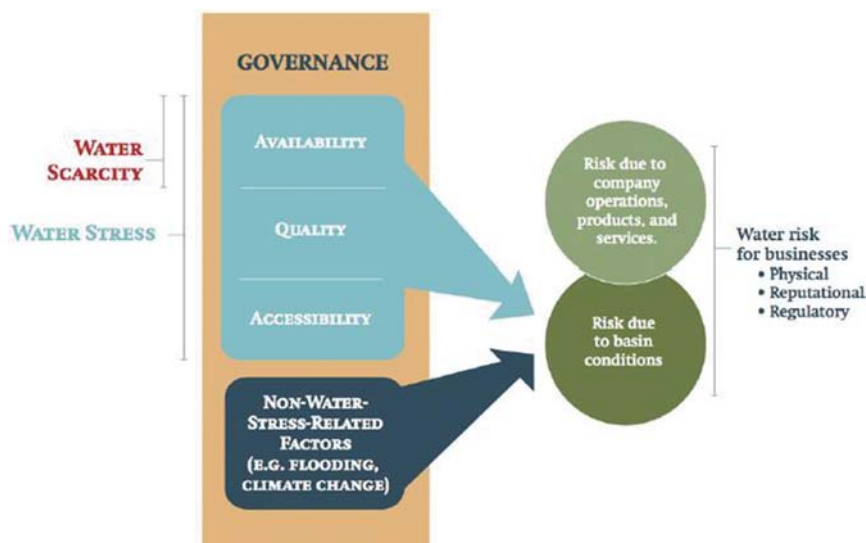 GOVERNANCE
WATER
SCARCITY
WATER STRESS
AVAILABILITY
QUALITY
ACCESSIBILITY
NON-WATER-
STRESS-RELATED
FACTORS
(E.G. FLOODING,
CLIMATE CHANGE)
Risk due to
company
operations,
products, and
services.
Risk due
to basin
conditions
Water risk
for businesses
• Physical
• Reputational
• Regulatory